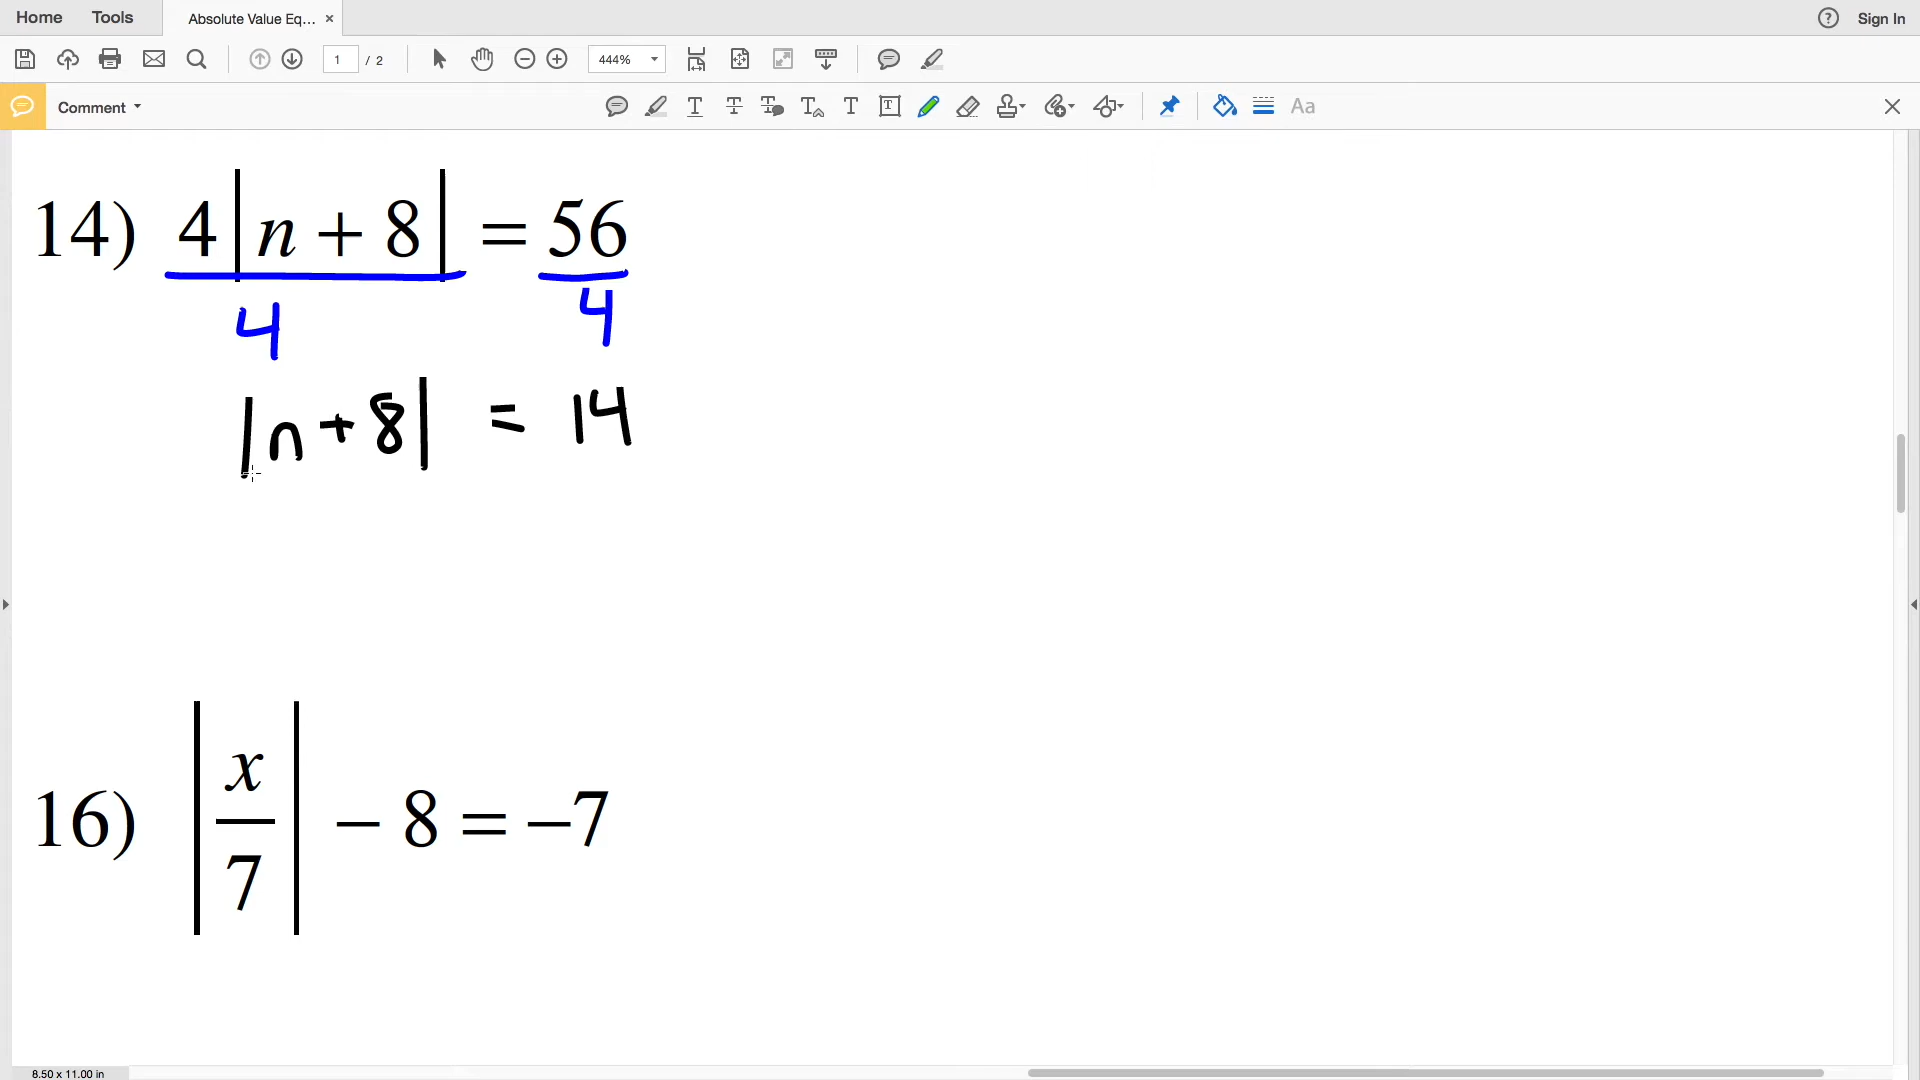 Home Tools Absolute Value Eq... × ? Sign In
1 / 2 444%
Comment T T T T T T Aa
14) 4|n + 8| = 56
4 4
|n + 8| = 14
16) |x/7| − 8 = −7
8.50 x 11.00 in